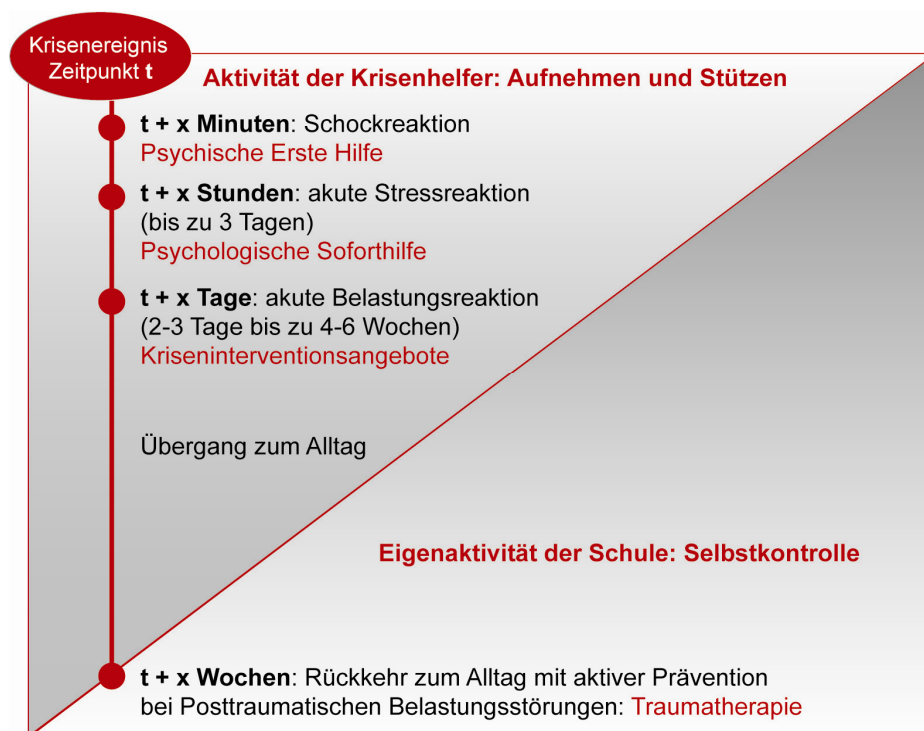 Krisenereignis
Zeitpunkt t
Aktivität der Krisenhelfer: Aufnehmen und Stützen
t + x Minuten: Schockreaktion
Psychische Erste Hilfe
t + x Stunden: akute Stressreaktion
(bis zu 3 Tagen)
Psychologische Soforthilfe
t + x Tage: akute Belastungsreaktion
(2-3 Tage bis zu 4-6 Wochen)
Kriseninterventionsangebote
Übergang zum Alltag
Eigenaktivität der Schule: Selbstkontrolle
t + x Wochen: Rückkehr zum Alltag mit aktiver Prävention
bei Posttraumatischen Belastungsstörungen: Traumatherapie